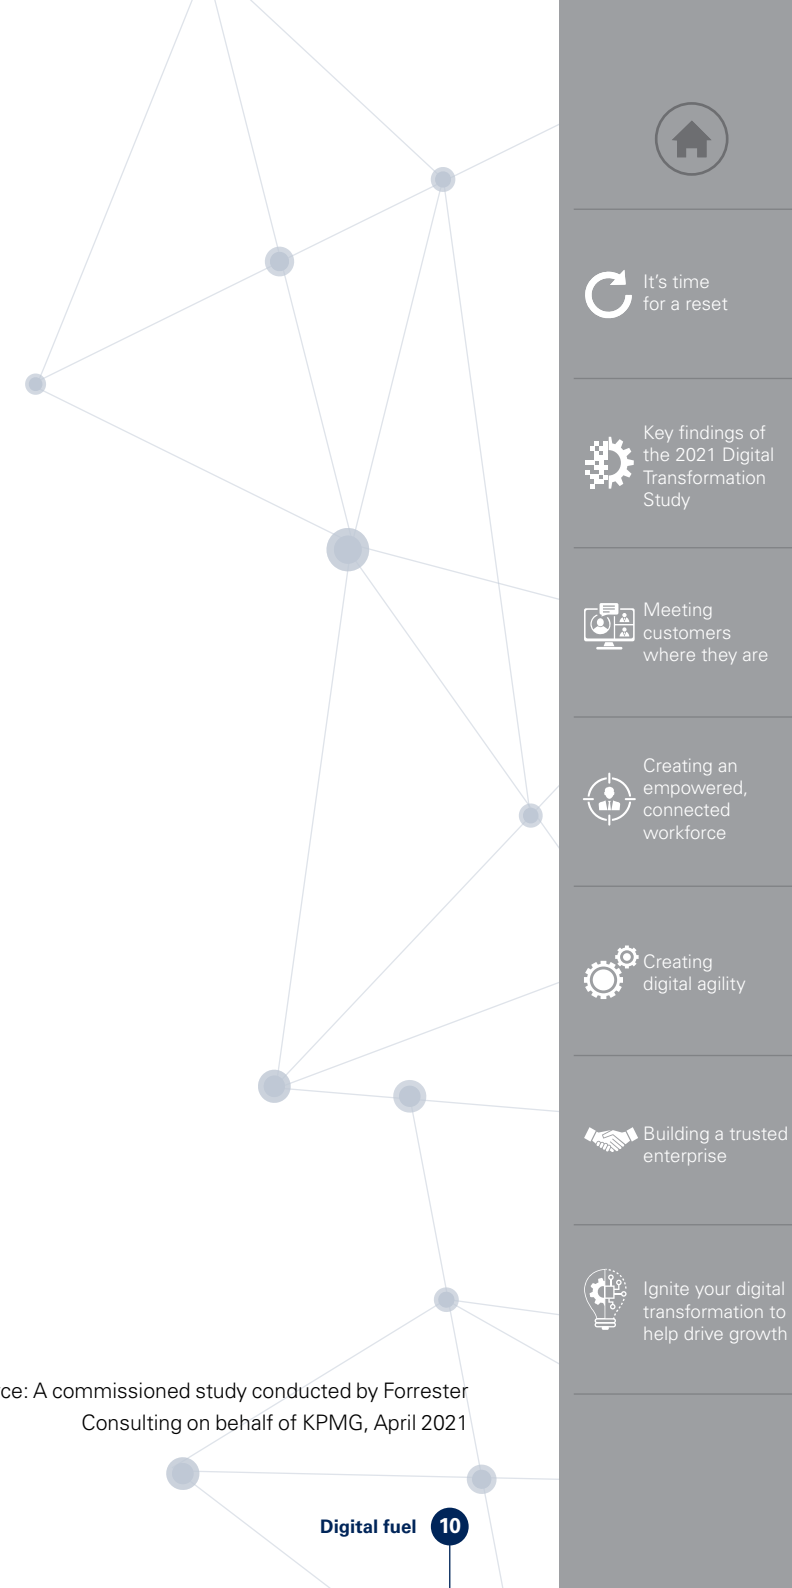 It's time
for a reset
Key findings of
the 2021 Digital
Transformation
Study
Meeting
customers
where they are
Creating an
empowered,
connected
workforce
Creating
digital agility
Building a trusted
enterprise
Ignite your digital
transformation to
help drive growth
ce: A commissioned study conducted by Forrester
Consulting on behalf of KPMG, April 2021
Digital fuel 10